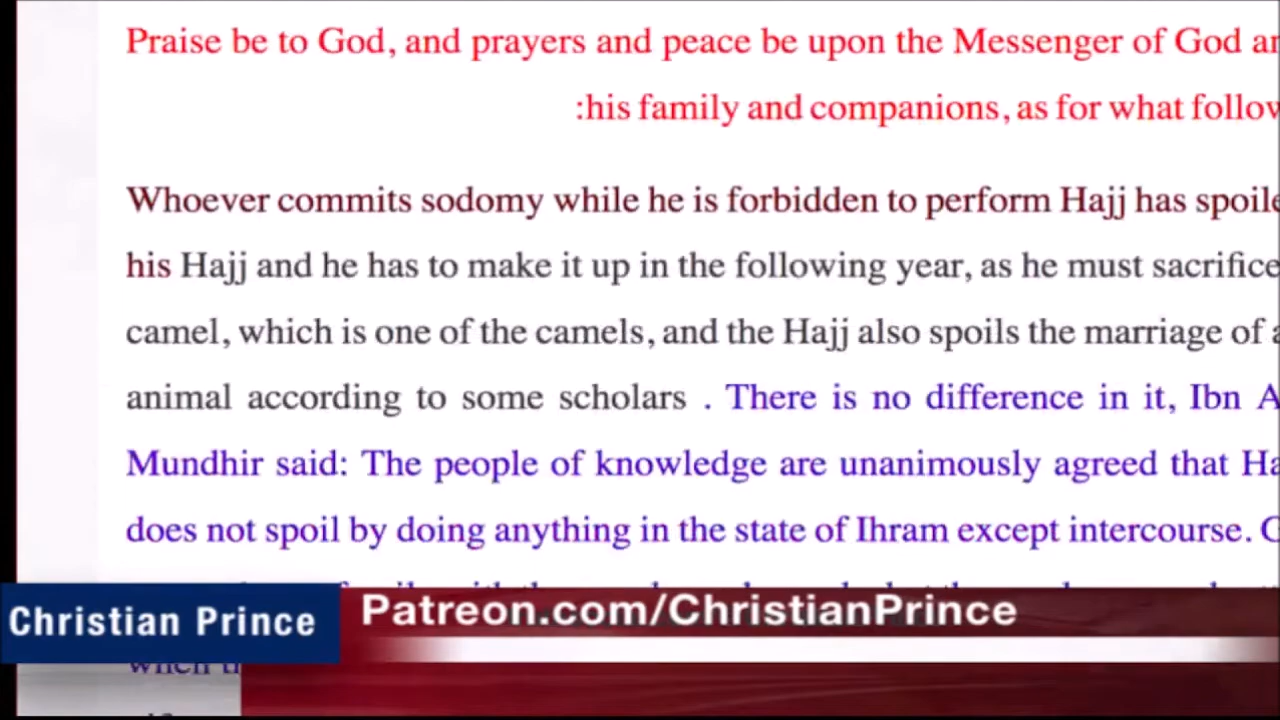 Praise be to God, and prayers and peace be upon the Messenger of God
:his family and companions, as for what
Whoever commits sodomy while he is forbidden to perform Hajj has
his Hajj and he has to make it up in the following year, as he must sacrifice
camel, which is one of the camels, and the Hajj also spoils the marriage of
animal according to some scholars . There is no difference in it, Ibn
Mundhir said: The people of knowledge are unanimously agreed that
does not spoil by doing anything in the state of Ihram except intercourse.
Patreon.com/ChristianPrince
Christian Prince